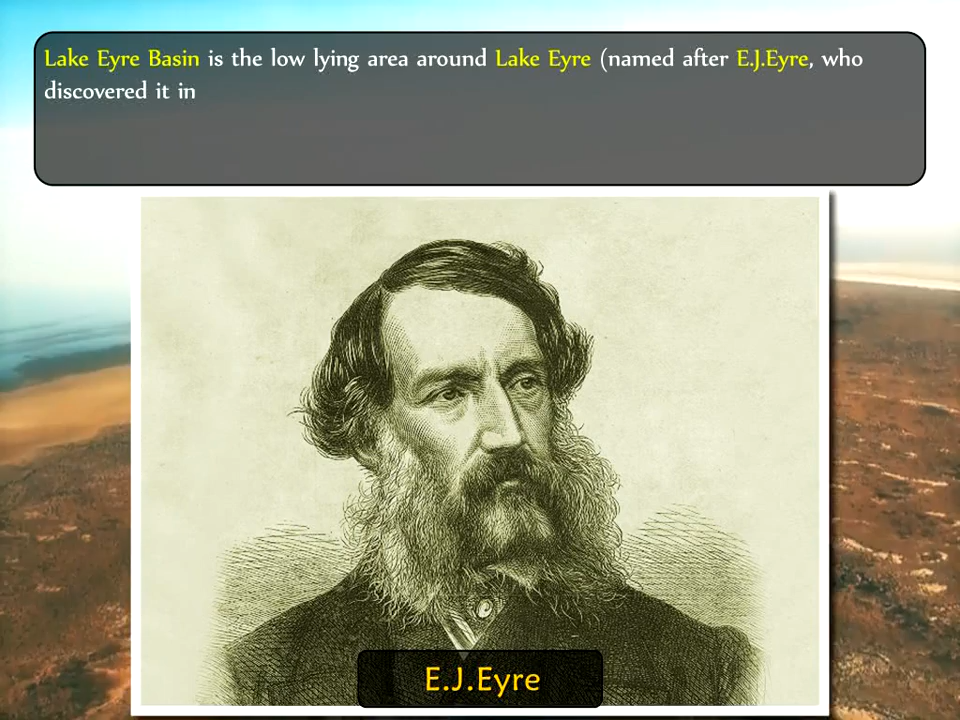 Lake Eyre Basin is the low lying area around Lake Eyre (named after E.J.Eyre, who
discovered it in
E.J.Eyre